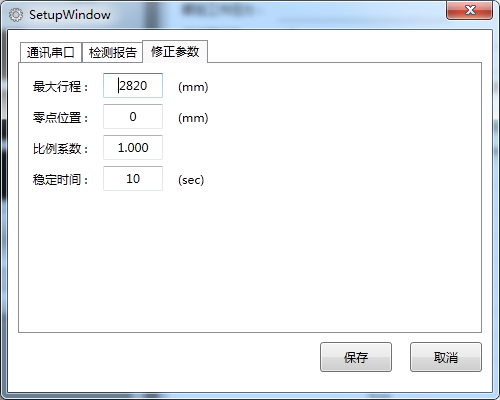 SetupWindow
通讯串口 检测报告 修正参数
最大行程： 2820 (mm)
零点位置： 0 (mm)
比例系数： 1.000
稳定时间： 10 (sec)
保存 取消